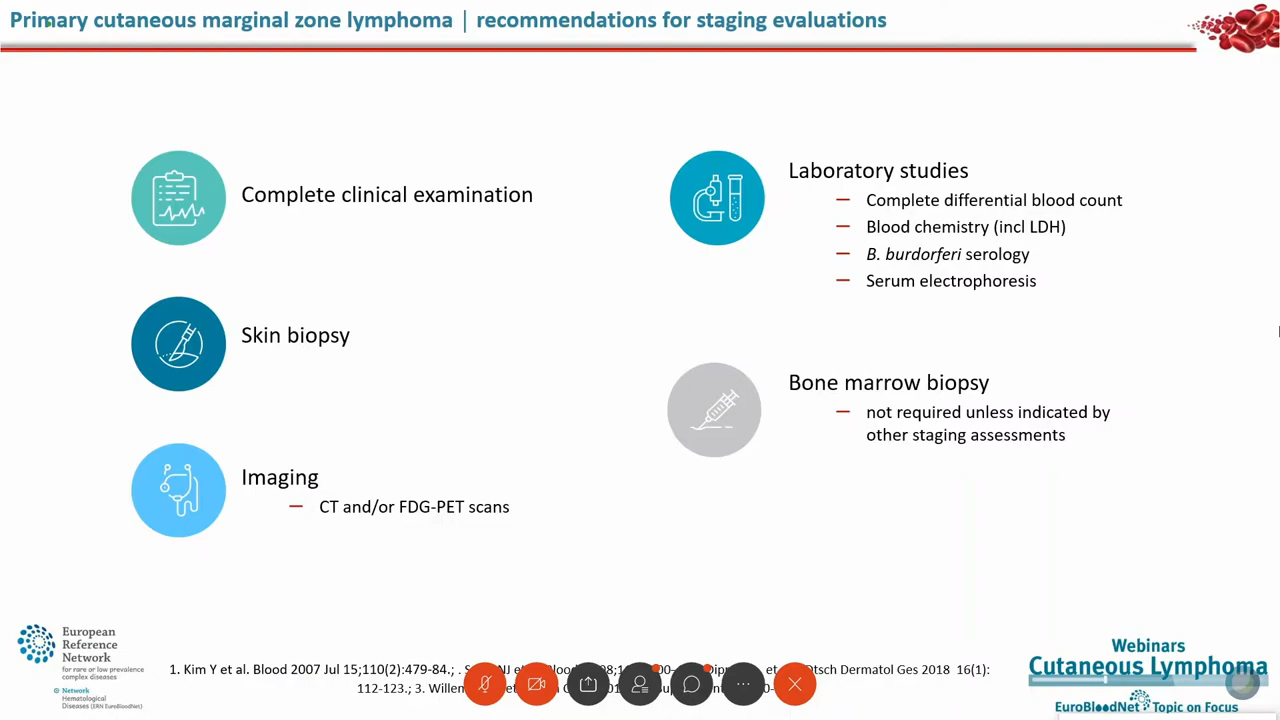 Primary cutaneous marginal zone lymphoma | recommendations for staging evaluations
Complete clinical examination
Skin biopsy
Imaging
— CT and/or FDG-PET scans
Laboratory studies
— Complete differential blood count
— Blood chemistry (incl LDH)
— B. burdorferi serology
— Serum electrophoresis
Bone marrow biopsy
— not required unless indicated by
other staging assessments
European
Reference
Network
for rare or low prevalence
complex diseases
Network
Hematological
Diseases (ERN EuroBloodNet)
1. Kim Y et al. Blood 2007 Jul 15;110(2):479-84.; Dermatol Ges 2018 16(1):
112-123.; 3.
Webinars
Cutaneous Lymphoma
EuroBloodNet Topic on Focus